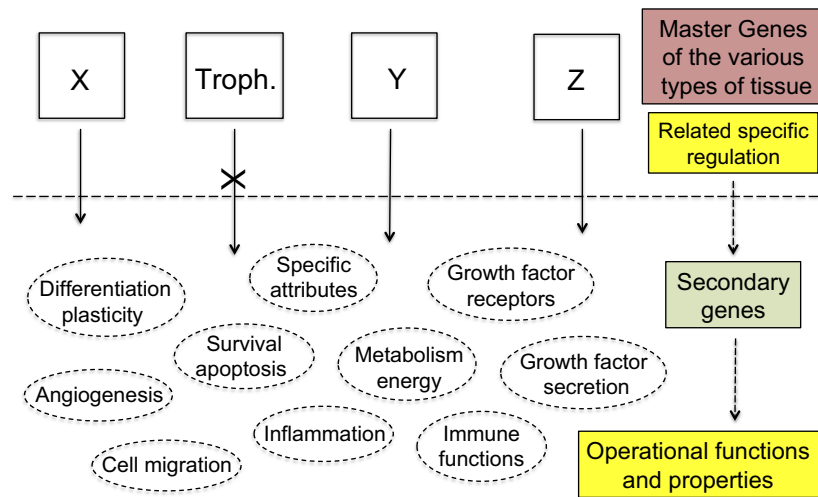 X
Troph.
Y
Z
Master Genes
of the various
types of tissue
Related specific
regulation
X
Differentiation
plasticity
Specific
attributes
Growth factor
receptors
Secondary
genes
Survival
apoptosis
Metabolism
energy
Growth factor
secretion
Angiogenesis
Inflammation
Immune
functions
Cell migration
Operational functions
and properties